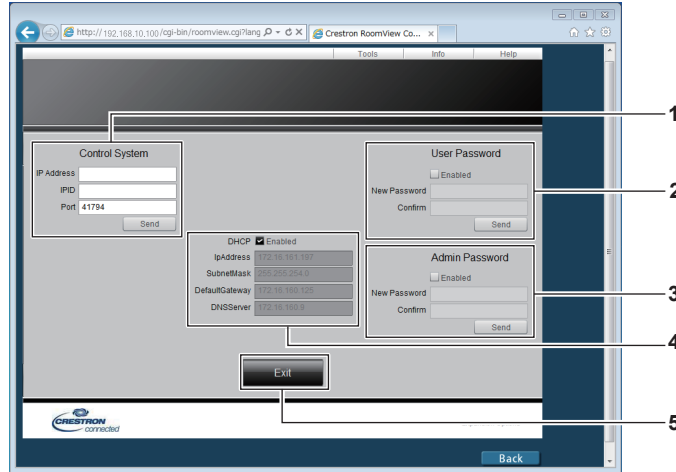 http://192.168.10.100/cgi-bin/roomview.cgi?lang
Crestron RoomView Co...
Tools Info Help
1
Control System
IP Address
IPID
Port 41794
Send
User Password
Enabled
New Password
Confirm
Send
2
DHCP Enabled
IpAddress 172.16.161.197
SubnetMask 255.255.254.0
DefaultGateway 172.16.160.125
DNSServer 172.16.160.8
Admin Password
Enabled
New Password
Confirm
Send
3
4
Exit
5
CRESTRON
connected
Back